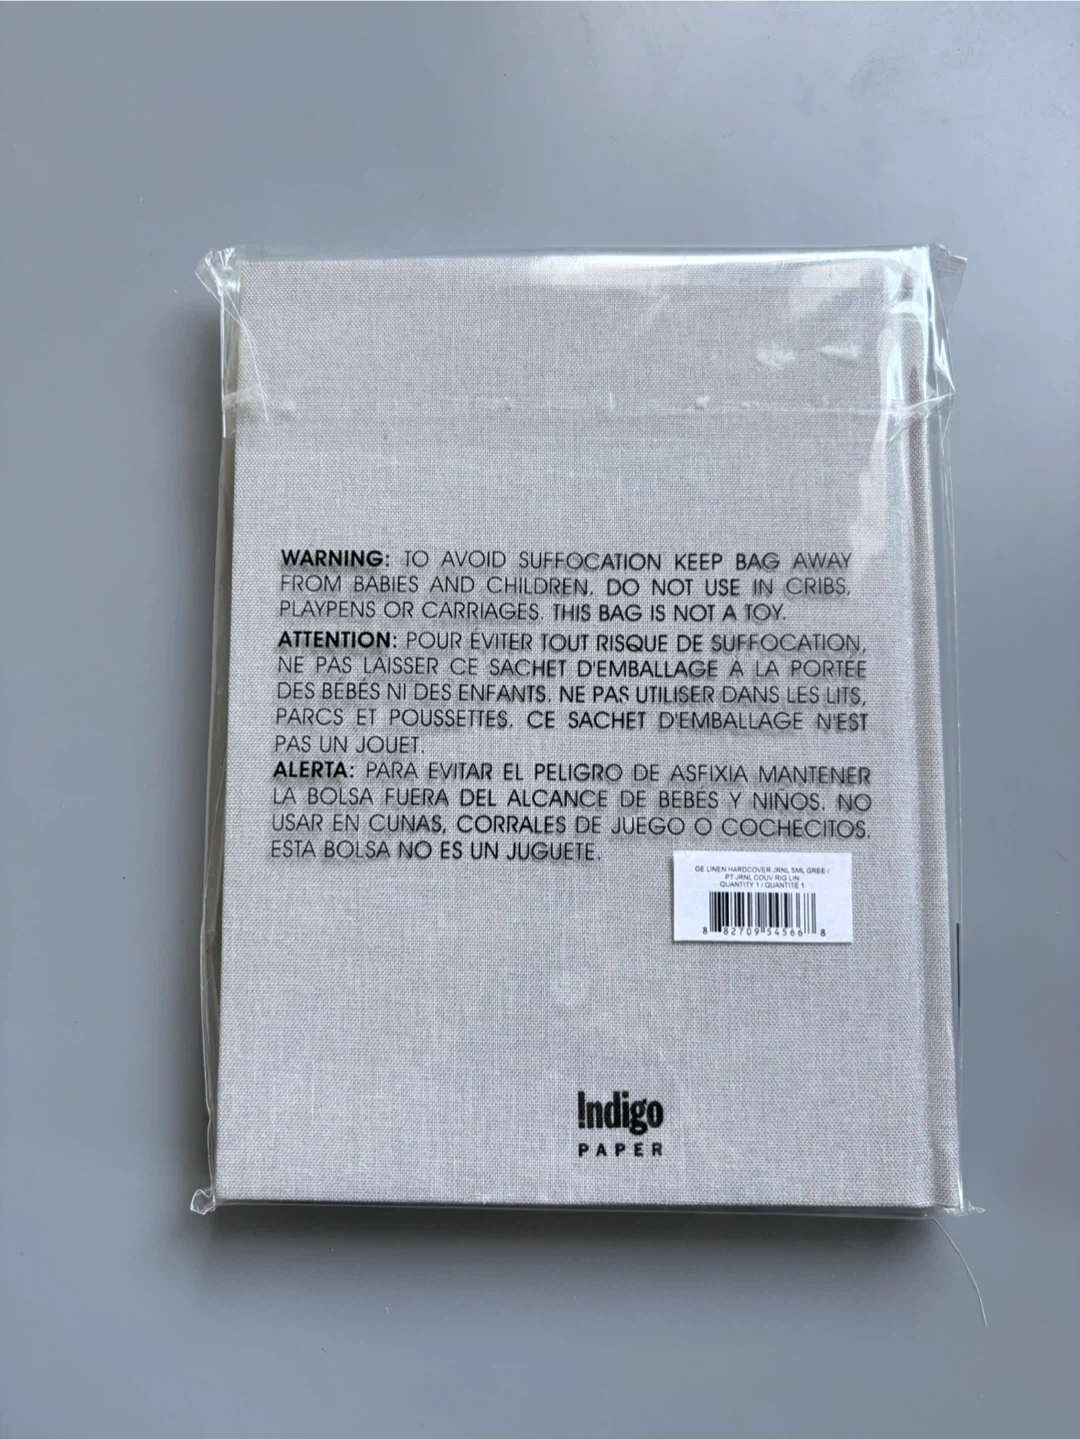 WARNING: TO AVOID SUFFOCATION KEEP BAG AWAY
FROM BABIES AND CHILDREN. DO NOT USE IN CRIBS,
PLAYPENS OR CARRIAGES. THIS BAG IS NOT A TOY.
ATTENTION: POUR ÉVITER TOUT RISQUE DE SUFFOCATION,
NE PAS LAISSER CE SACHET D'EMBALLAGE À LA PORTÉE
DES BÉBÉS NI DES ENFANTS. NE PAS UTILISER DANS LES LITS,
PARCS ET POUSSETTES. CE SACHET D'EMBALLAGE N'EST
PAS UN JOUET.
ALERTA: PARA EVITAR EL PELIGRO DE ASFIXIA MANTENER
LA BOLSA FUERA DEL ALCANCE DE BEBÉS Y NIÑOS. NO
USAR EN CUNAS, CORRALES DE JUEGO O COCHECITOS.
ESTA BOLSA NO ES UN JUGUETE.
GE LINEN HARDCOVER JRNL SML GREE /
PT JRNL COUV RIG LIN
QUANTITY 1 / QUANTITÉ 1
8 82709 54566 8
Indigo
PAPER